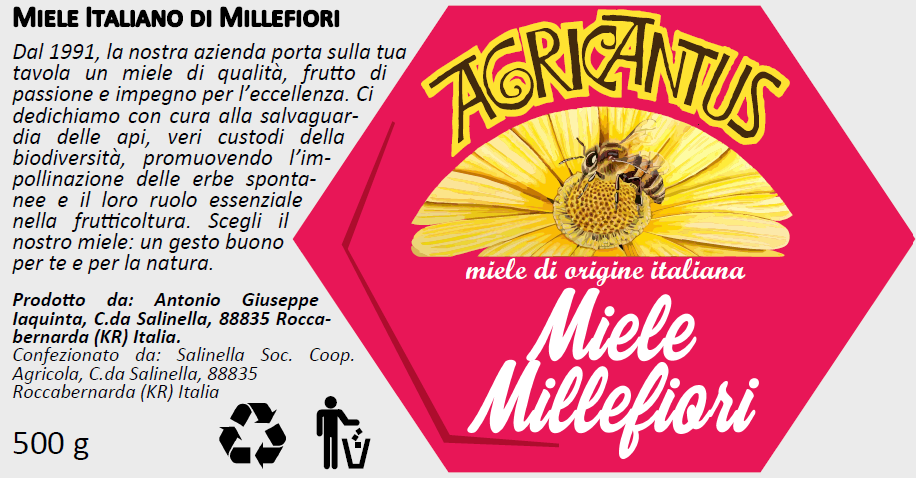 MIELE ITALIANO DI MILLEFIORI
Dal 1991, la nostra azienda porta sulla tua
tavola un miele di qualità, frutto di
passione e impegno per l'eccellenza. Ci
dedichiamo con cura alla salvaguar-
dia delle api, veri custodi della
biodiversità, promuovendo l'im-
pollinazione delle erbe sponta-
nee e il loro ruolo essenziale
nella frutticoltura. Scegli il
nostro miele: un gesto buono
per te e per la natura.
Prodotto da: Antonio Giuseppe
Iaquinta, C.da Salinella, 88835 Rocca-
bernarda (KR) Italia.
Confezionato da: Salinella Soc. Coop.
Agricola, C.da Salinella, 88835
Roccabernarda (KR) Italia
500 g
AGRICANTUS
miele di origine italiana
Miele
Millefiori